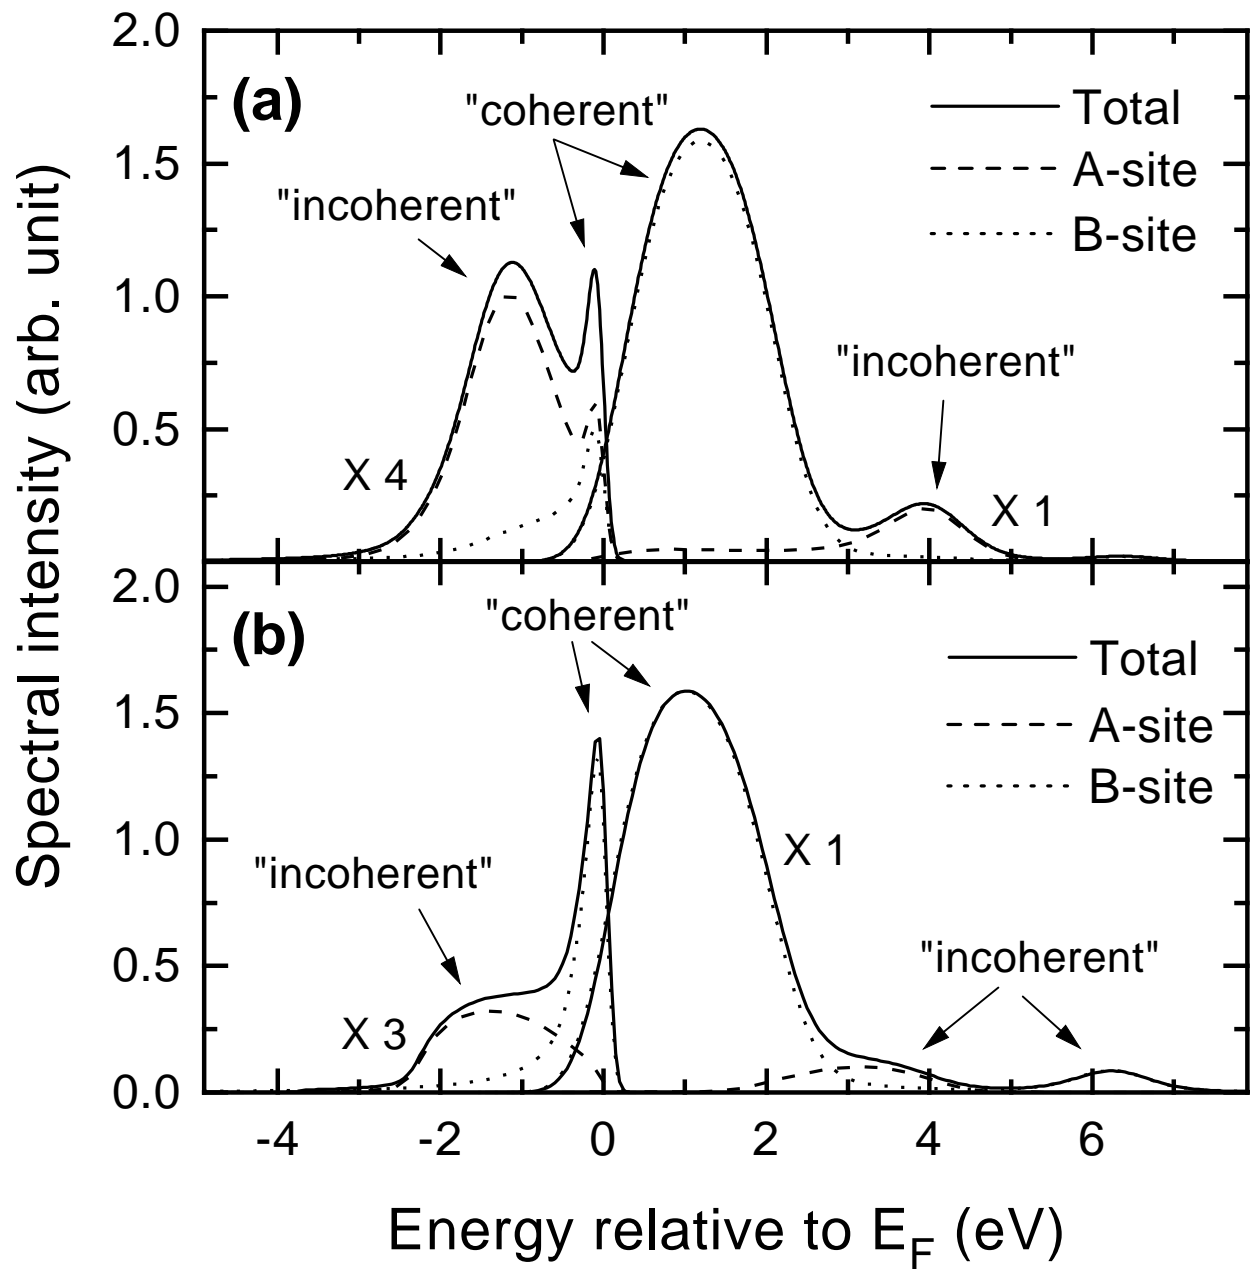 2.0
(a)
"coherent"
Total
A-site
B-site
1.5
"incoherent"
1.0
"incoherent"
0.5
X 4
X 1
2.0
(b)
"coherent"
Total
A-site
B-site
1.5
1.0
X 1
"incoherent"
0.5
"incoherent"
X 3
0.0
-4
-2
0
2
4
6
Spectral intensity (arb. unit)
Energy relative to E_F (eV)